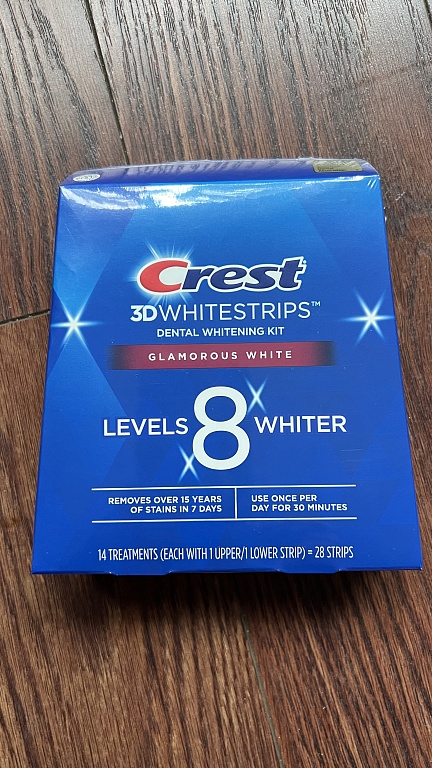 Crest
3DWHITESTRIPS™
DENTAL WHITENING KIT
GLAMOROUS WHITE
LEVELS 8 WHITER
REMOVES OVER 15 YEARS
OF STAINS IN 7 DAYS
USE ONCE PER
DAY FOR 30 MINUTES
14 TREATMENTS (EACH WITH 1 UPPER/1 LOWER STRIP) = 28 STRIPS